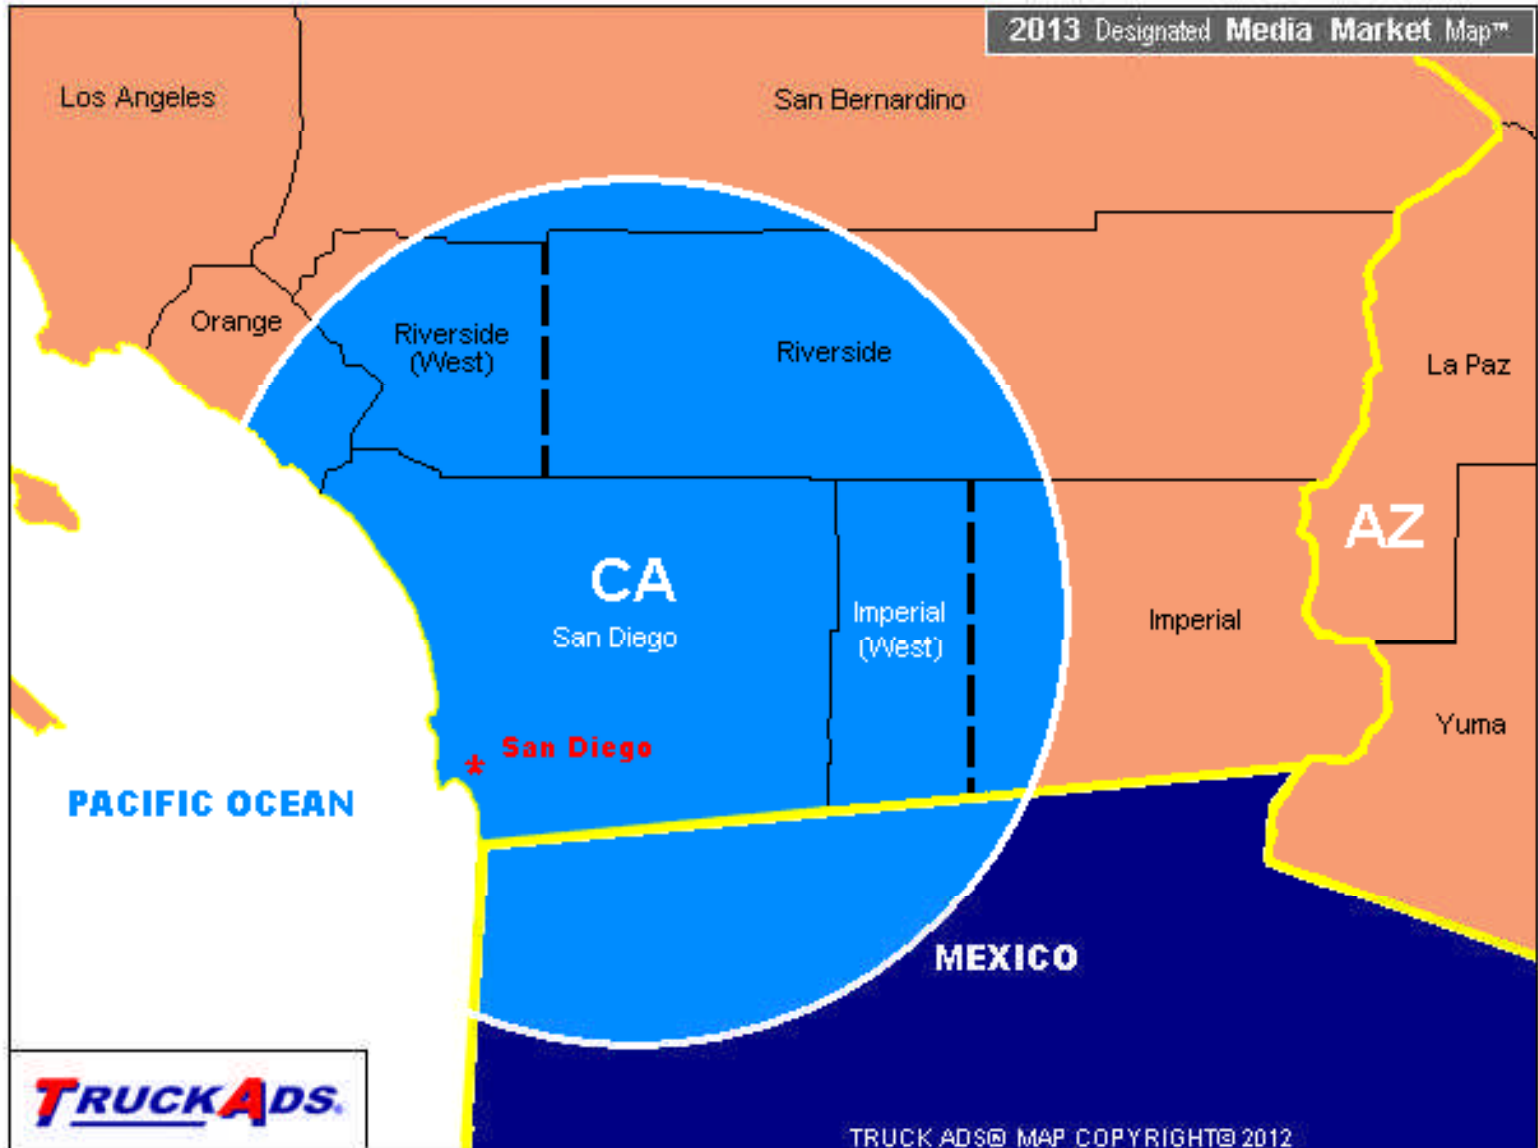 2013 Designated Media Market Map™
Los Angeles
San Bernardino
Orange
Riverside
(West)
Riverside
La Paz
AZ
CA
San Diego
Imperial
(West)
Imperial
Yuma
San Diego
PACIFIC OCEAN
MEXICO
TRUCKADS®
TRUCK ADS® MAP COPYRIGHT© 2012